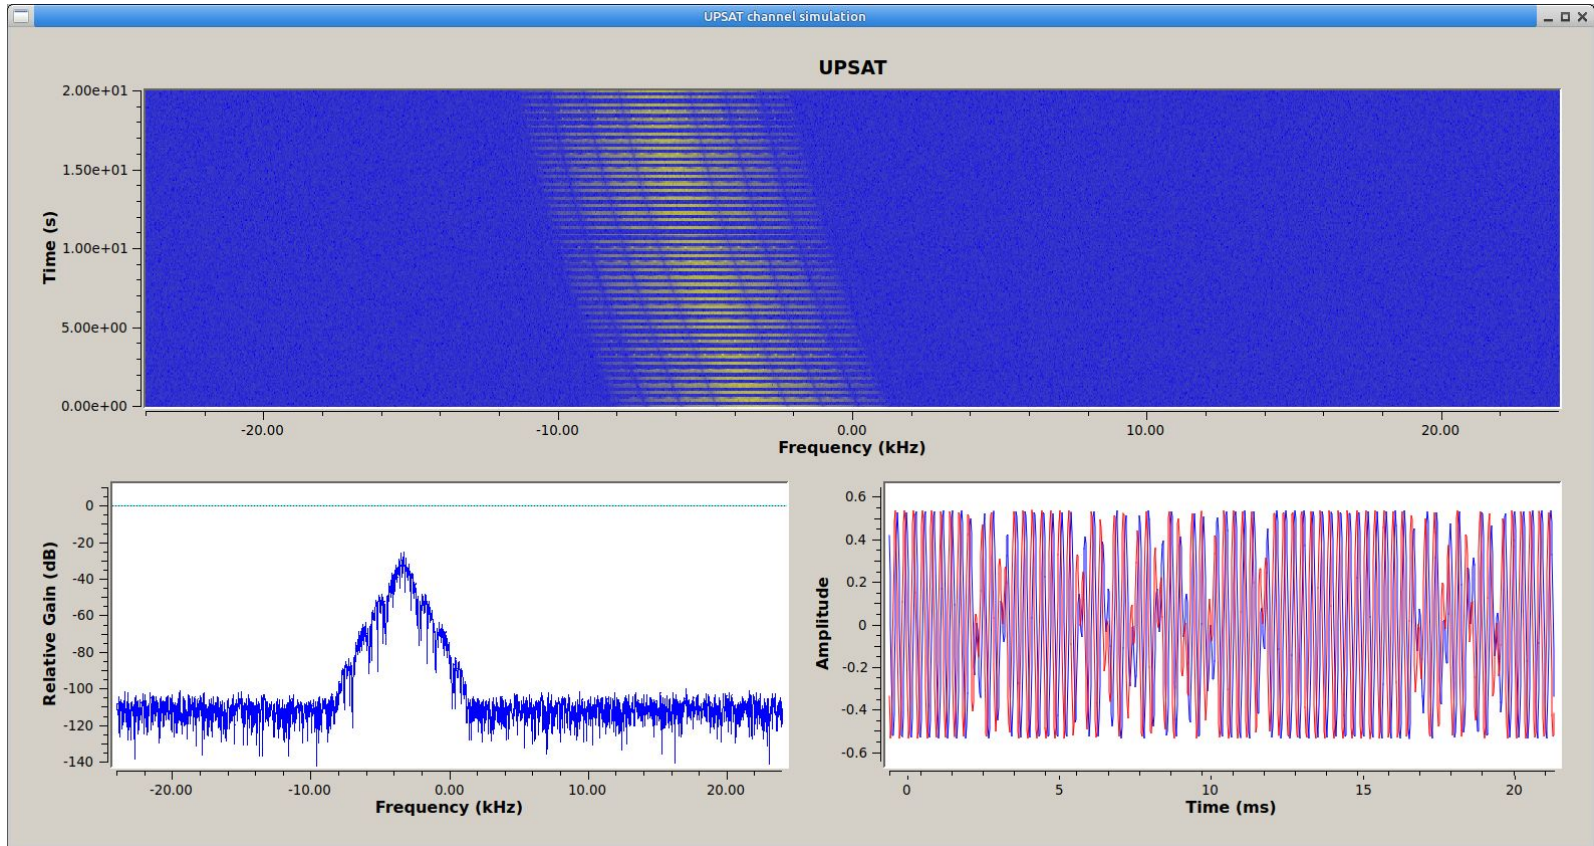 UPSAT channel simulation
UPSAT
Time (s)
2.00e+01
1.50e+01
1.00e+01
5.00e+00
0.00e+00
-20.00 -10.00 0.00 10.00 20.00
Frequency (kHz)
Relative Gain (dB)
0
-20
-40
-60
-80
-100
-120
-140
-20.00 -10.00 0.00 10.00 20.00
Frequency (kHz)
Amplitude
0.6
0.4
0.2
0
-0.2
-0.4
-0.6
0 5 10 15 20
Time (ms)